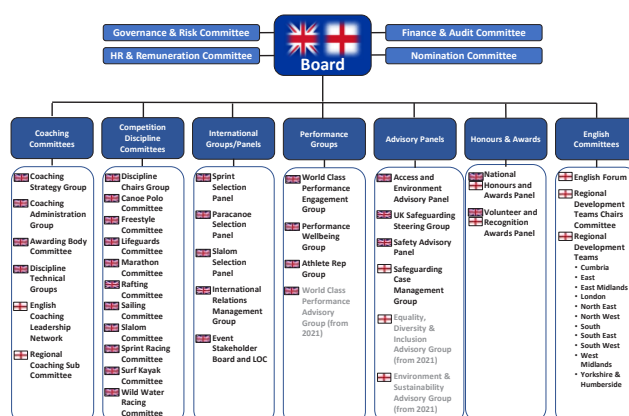 Governance & Risk Committee
Finance & Audit Committee
HR & Remuneration Committee
Nomination Committee
Board
Coaching
Committees
Coaching
Strategy Group
Coaching
Administration
Group
Awarding Body
Committee
Discipline
Technical
Groups
English
Coaching
Leadership
Network
Regional
Coaching Sub
Committee
Competition
Discipline
Committees
Discipline
Chairs Group
Canoe Polo
Committee
Freestyle
Committee
Lifeguards
Committee
Marathon
Committee
Rafting
Committee
Sailing
Committee
Slalom
Committee
Sprint Racing
Committee
Surf Kayak
Committee
Wild Water
Racing
Committee
International
Groups/Panels
Sprint
Selection
Panel
Paracanoe
Selection
Panel
Slalom
Selection
Panel
International
Relations
Management
Group
Event
Stakeholder
Board and LOC
Performance
Groups
World Class
Performance
Engagement
Group
Performance
Wellbeing
Group
Athlete Rep
Group
World Class
Performance
Advisory
Group (from
2021)
Advisory Panels
Access and
Environment
Advisory Panel
UK Safeguarding
Steering Group
Safety Advisory
Panel
Safeguarding
Case
Management
Group
Equality,
Diversity &
Inclusion
Advisory Group
(from 2021)
Environment &
Sustainability
Advisory Group
(from 2021)
Honours & Awards
National
Honours and
Awards Panel
Volunteer and
Recognition
Awards Panel
English
Committees
English Forum
Regional
Development
Teams Chairs
Committee
Regional
Development
Teams
• Cumbria
• East
• East Midlands
• London
• North East
• North West
• South
• South East
• South West
• West
Midlands
• Yorkshire &
Humberside